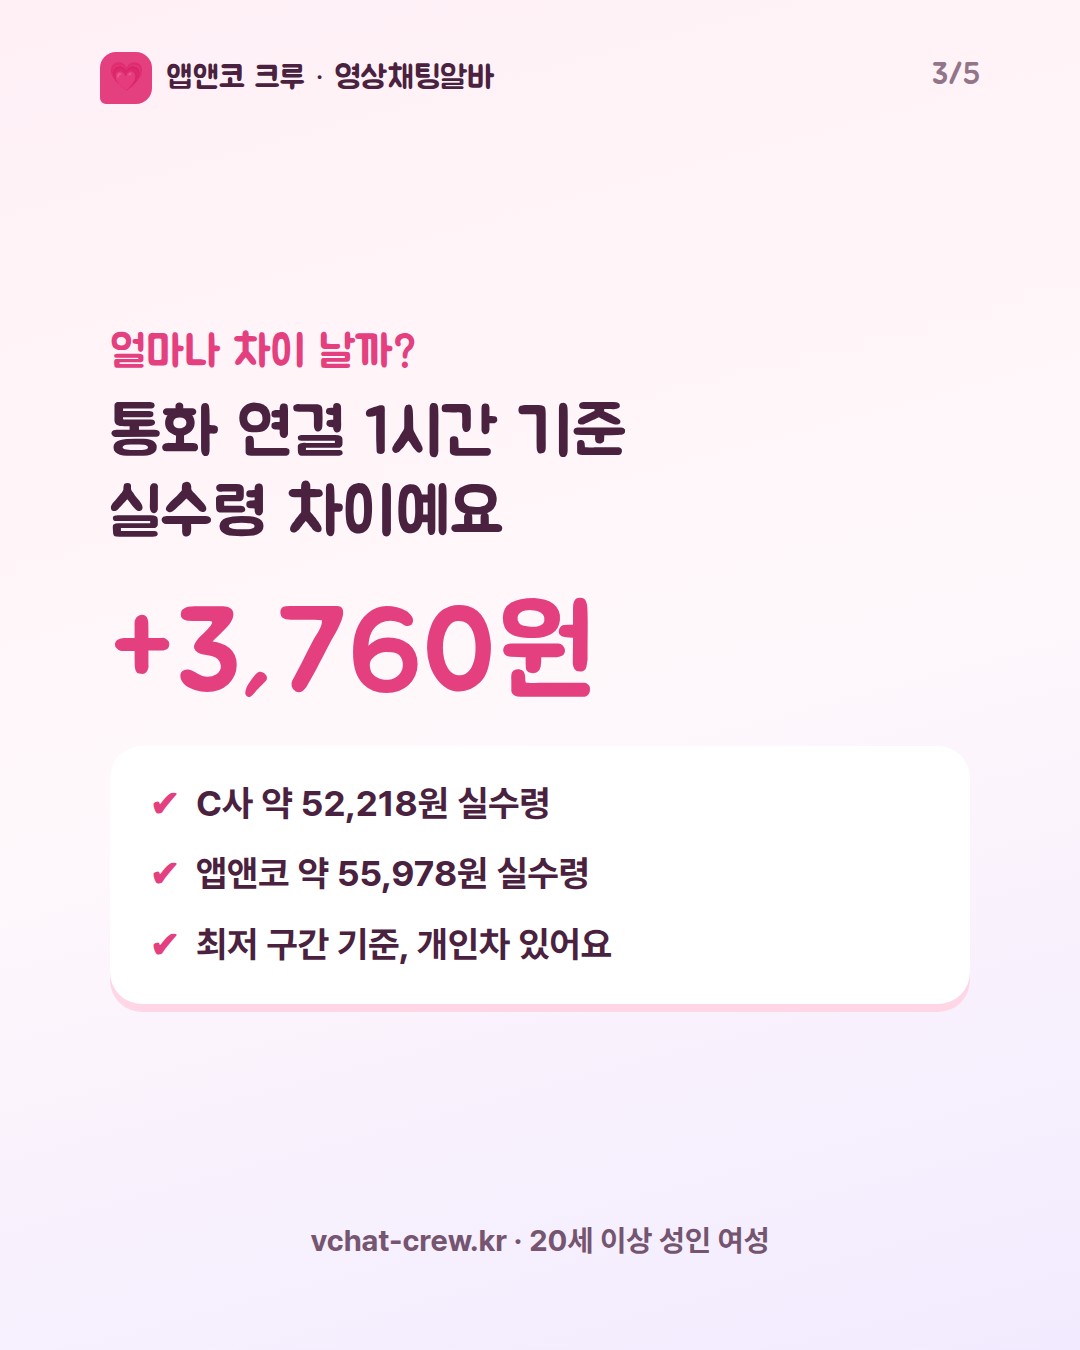 앱앤코 크루 · 영상채팅알바
3/5
얼마나 차이 날까?
통화 연결 1시간 기준
실수령 차이예요
+3,760원
✔ C사 약 52,218원 실수령
✔ 앱앤코 약 55,978원 실수령
✔ 최저 구간 기준, 개인차 있어요
vchat-crew.kr · 20세 이상 성인 여성